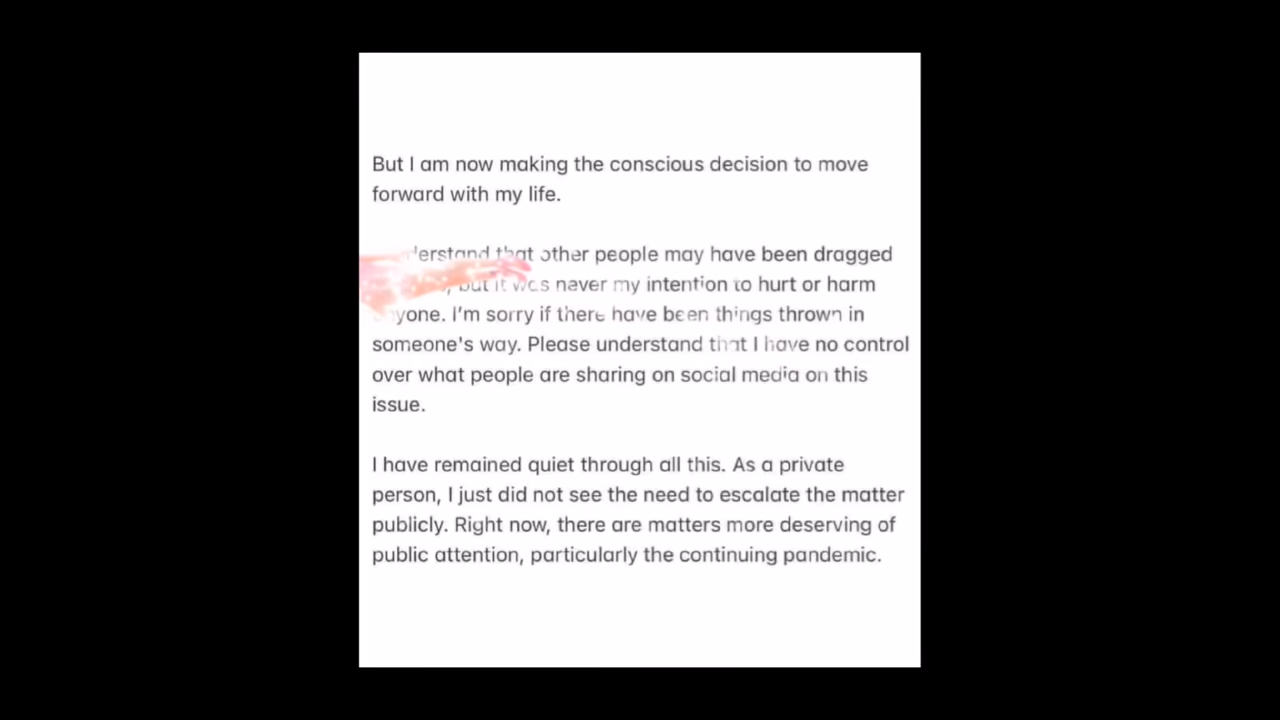 But I am now making the conscious decision to move
forward with my life.
that other people may have been dragged
but it was never my intention to hurt or harm
I'm sorry if there have been things thrown in
someone's way. Please understand that I have no control
over what people are sharing on social media on this
issue.
I have remained quiet through all this. As a private
person, I just did not see the need to escalate the matter
publicly. Right now, there are matters more deserving of
public attention, particularly the continuing pandemic.